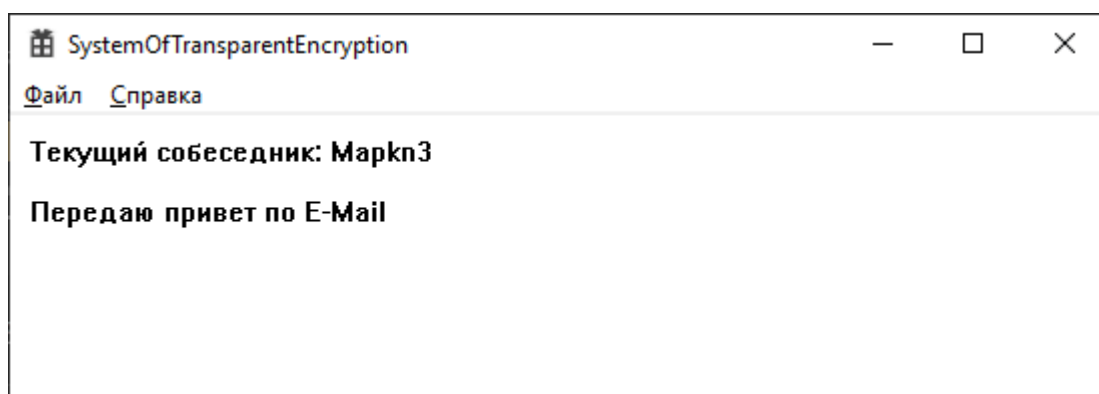 SystemOfTransparentEncryption
Файл Справка
Текущий собеседник: Mapkn3
Передаю привет по E-Mail